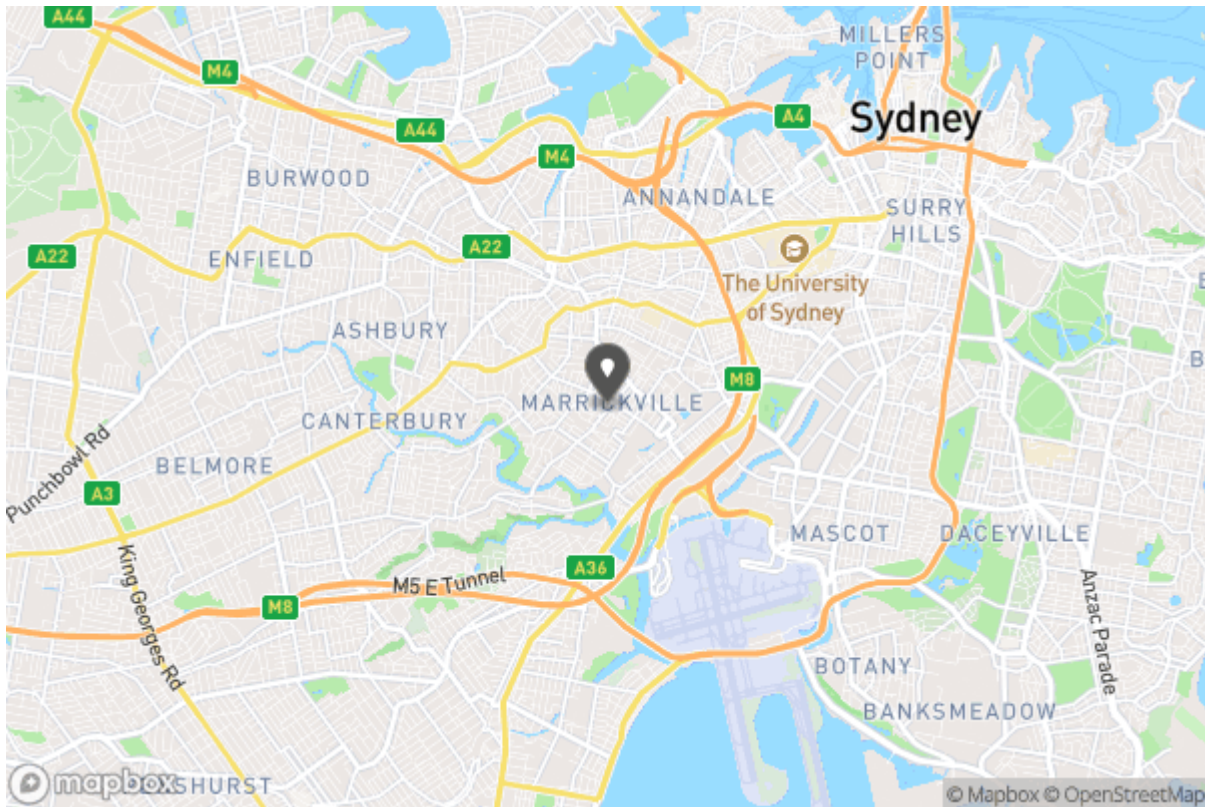 A44
MILLERS
POINT
M4
A44
A4
Sydney
M4
BURWOOD
ANNANDALE
SURRY
HILLS
A22
A22
ENFIELD
The University
of Sydney
ASHBURY
M8
MARRICKVILLE
CANTERBURY
Punchbowl Rd
BELMORE
A3
MASCOT
DACEYVILLE
King Georges Rd
M5 E Tunnel
A36
M8
Anzac Parade
BOTANY
BANKSMEADOW
mapbox
© Mapbox © OpenStreetMap